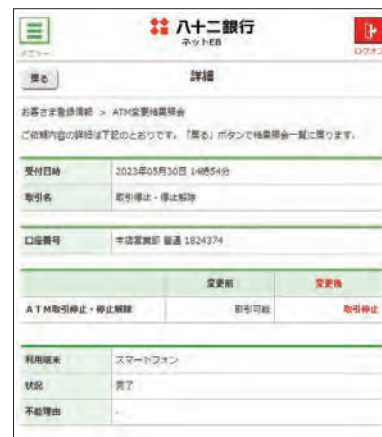 八十二銀行
ネットEB
メニュー
ログオフ
戻る
詳細
お客さま登録情報 > ATM変更結果照会
ご依頼内容の詳細は下記のとおりです。「戻る」ボタンで結果照会一覧に戻ります。
受付日時 2023年05月30日 14時54分
取引名 取引停止・停止解除
口座番号 本店営業部 普通 1824374
変更前 変更後
ATM取引停止・停止解除 取引可能 取引停止
利用端末 スマートフォン
状況 完了
不能理由 -